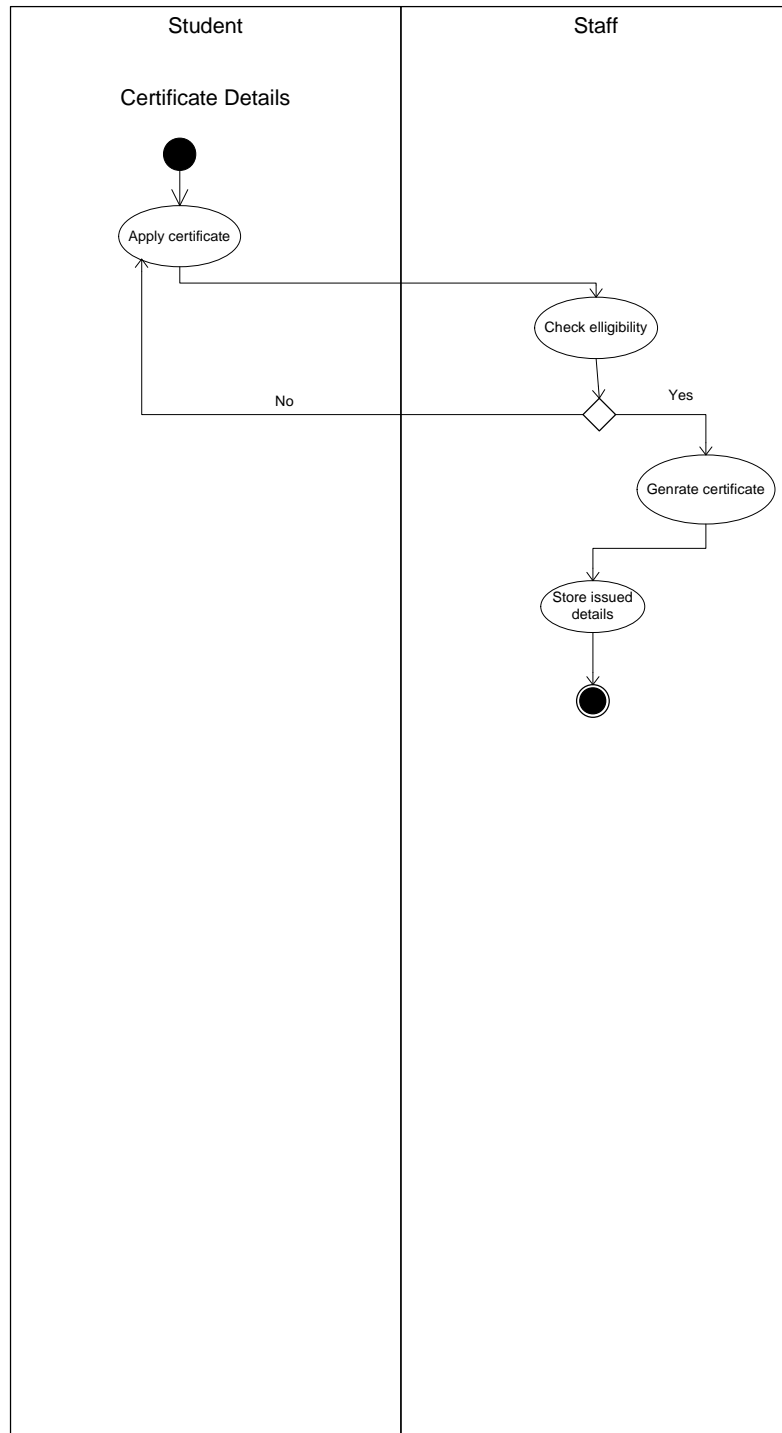 Student
Staff
Certificate Details
Apply certificate
Check elligibility
No
Yes
Genrate certificate
Store issued
details